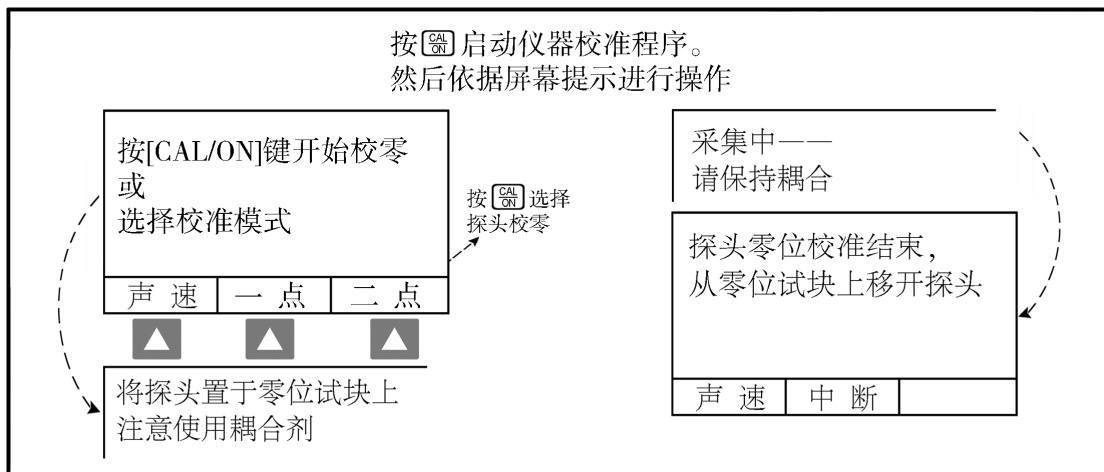 按 CAL ON 启动仪器校准程序。
然后依据屏幕提示进行操作
按[CAL/ON]键开始校零
或
选择校准模式
声速 一点 二点
按 CAL ON 选择
探头校零
将探头置于零位试块上
注意使用耦合剂
采集中——
请保持耦合
探头零位校准结束，
从零位试块上移开探头
声速 中断